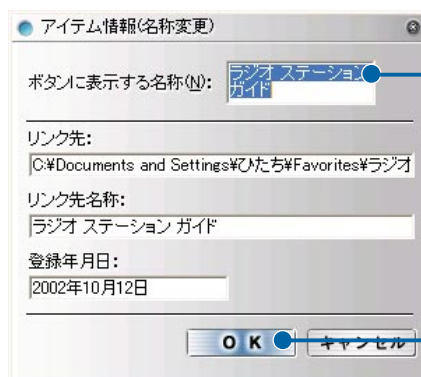 アイテム情報(名称変更)
ボタンに表示する名称(N):
ラジオ ステーション
ガイド
リンク先:
C:¥Documents and Settings¥ひたち¥Favorites¥ラジオ
リンク先名称:
ラジオ ステーション ガイド
登録年月日:
2002年10月12日
OK キャンセル